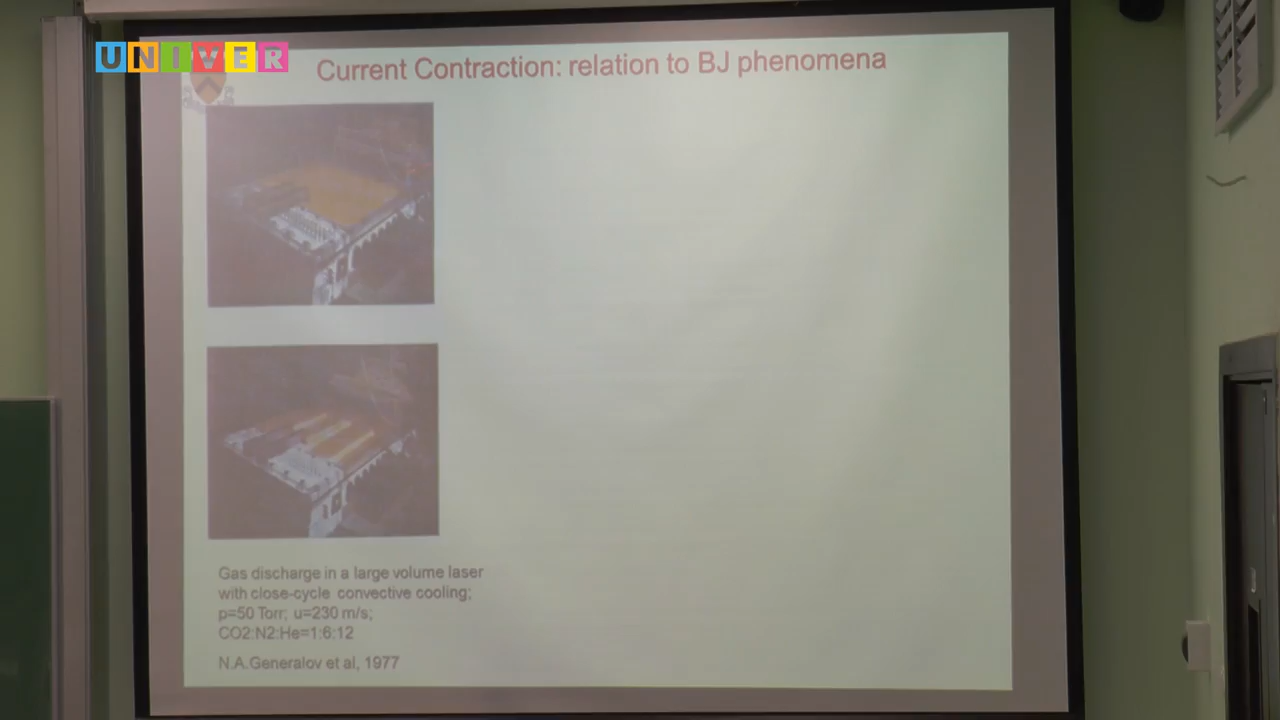 UNIVER
Current Contraction: relation to BJ phenomena
Gas discharge in a large volume laser
with close-cycle convective cooling;
p=50 Torr; u=230 m/s;
CO2:N2:He=1:6:12
N.A.Generalov et al, 1977